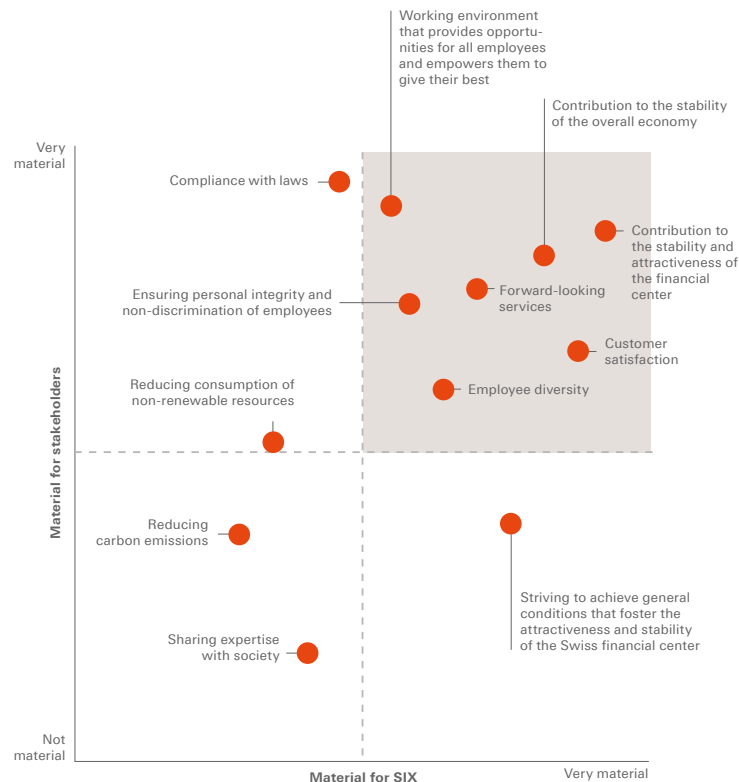 Working environment
that provides opportu-
nities for all employees
and empowers them to
give their best
Contribution to the stability
of the overall economy
Very
material
Compliance with laws
Contribution to
the stability and
attractiveness of
the financial
center
Ensuring personal integrity and
non-discrimination of employees
Forward-looking
services
Customer
satisfaction
Reducing consumption of
non-renewable resources
Employee diversity
Material for stakeholders
Reducing
carbon emissions
Striving to achieve general
conditions that foster the
attractiveness and stability
of the Swiss financial center
Sharing expertise
with society
Not
material
Material for SIX
Very material